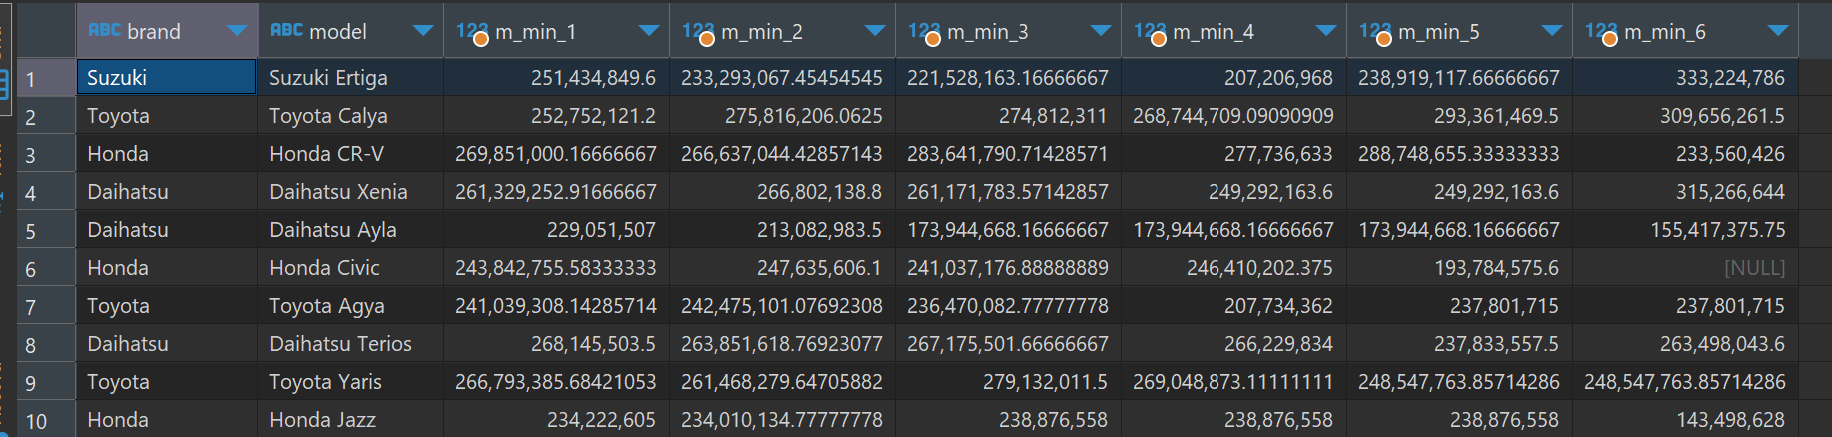 ABC brand ABC model 123 m_min_1 123 m_min_2 123 m_min_3 123 m_min_4 123 m_min_5 123 m_min_6
1 Suzuki Suzuki Ertiga 251,434,849.6 233,293,067.45454545 221,528,163.16666667 207,206,968 238,919,117.66666667 333,224,786
2 Toyota Toyota Calya 252,752,121.2 275,816,206.0625 274,812,311 268,744,709.09090909 293,361,469.5 309,656,261.5
3 Honda Honda CR-V 269,851,000.16666667 266,637,044.42857143 283,641,790.71428571 277,736,633 288,748,655.33333333 233,560,426
4 Daihatsu Daihatsu Xenia 261,329,252.91666667 266,802,138.8 261,171,783.57142857 249,292,163.6 249,292,163.6 315,266,644
5 Daihatsu Daihatsu Ayla 229,051,507 213,082,983.5 173,944,668.16666667 173,944,668.16666667 173,944,668.16666667 155,417,375.75
6 Honda Honda Civic 243,842,755.58333333 247,635,606.1 241,037,176.88888889 246,410,202.375 193,784,575.6 [NULL]
7 Toyota Toyota Agya 241,039,308.14285714 242,475,101.07692308 236,470,082.77777778 207,734,362 237,801,715 237,801,715
8 Daihatsu Daihatsu Terios 268,145,503.5 263,851,618.76923077 267,175,501.66666667 266,229,834 237,833,557.5 263,498,043.6
9 Toyota Toyota Yaris 266,793,385.68421053 261,468,279.64705882 279,132,011.5 269,048,873.11111111 248,547,763.85714286 248,547,763.85714286
10 Honda Honda Jazz 234,222,605 234,010,134.77777778 238,876,558 238,876,558 238,876,558 143,498,628